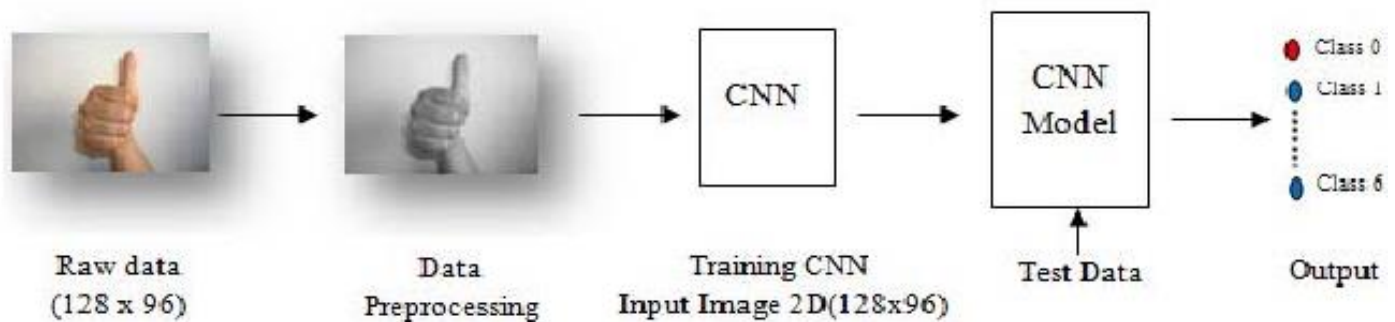 CNN
CNN
Model
Class 0
Class 1
Class 6
Raw data
(128 x 96)
Data
Preprocessing
Training CNN
Input Image 2D(128x96)
Test Data
Output